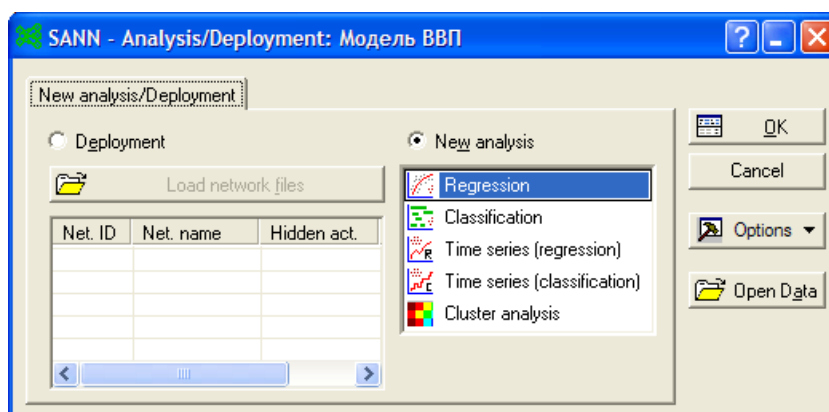 SANN - Analysis/Deployment: Модель ВВП
New analysis/Deployment
Deployment
New analysis
Load network files
Net. ID Net. name Hidden act.
Regression
Classification
Time series (regression)
Time series (classification)
Cluster analysis
OK
Cancel
Options
Open Data